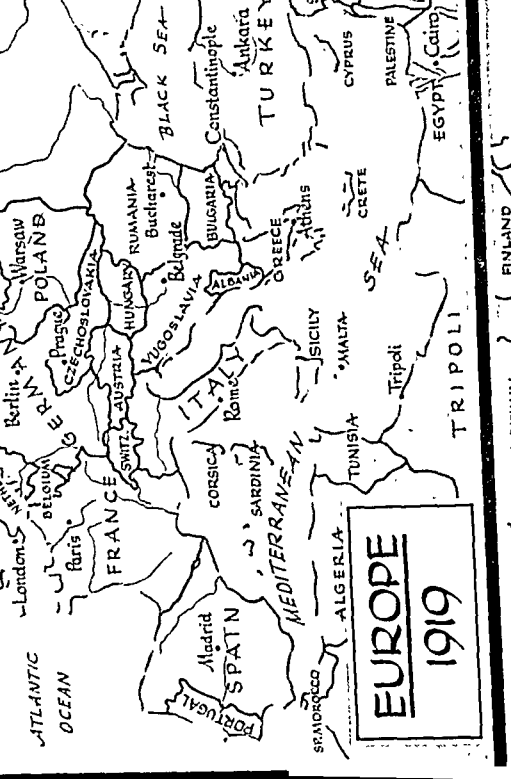 ATLANTIC
OCEAN
London
NETH
BELGIUM
Paris
FRANCE
Berlin
GERMAN
Warsaw
POLAND
Prague
CZECHOSLOVAKIA
SWITZ.
AUSTRIA
HUNGARY
RUMANIA
Bucharest
Belgrade
YUGOSLAVIA
BULGARIA
BLACK SEA
Constantinople
Ankara
TURKEY
ITALY
Rome
ALBANIA
GREECE
Athens
CORSICA
SARDINIA
SICILY
MALTA
CRETE
CYPRUS
PALESTINE
EGYPT
Cairo
MEDITERRANEAN
SEA
Madrid
SPAIN
PORTUGAL
SP. MOROCCO
ALGERIA
TUNISIA
Tripoli
TRIPOLI
EUROPE
1919
FINLAND